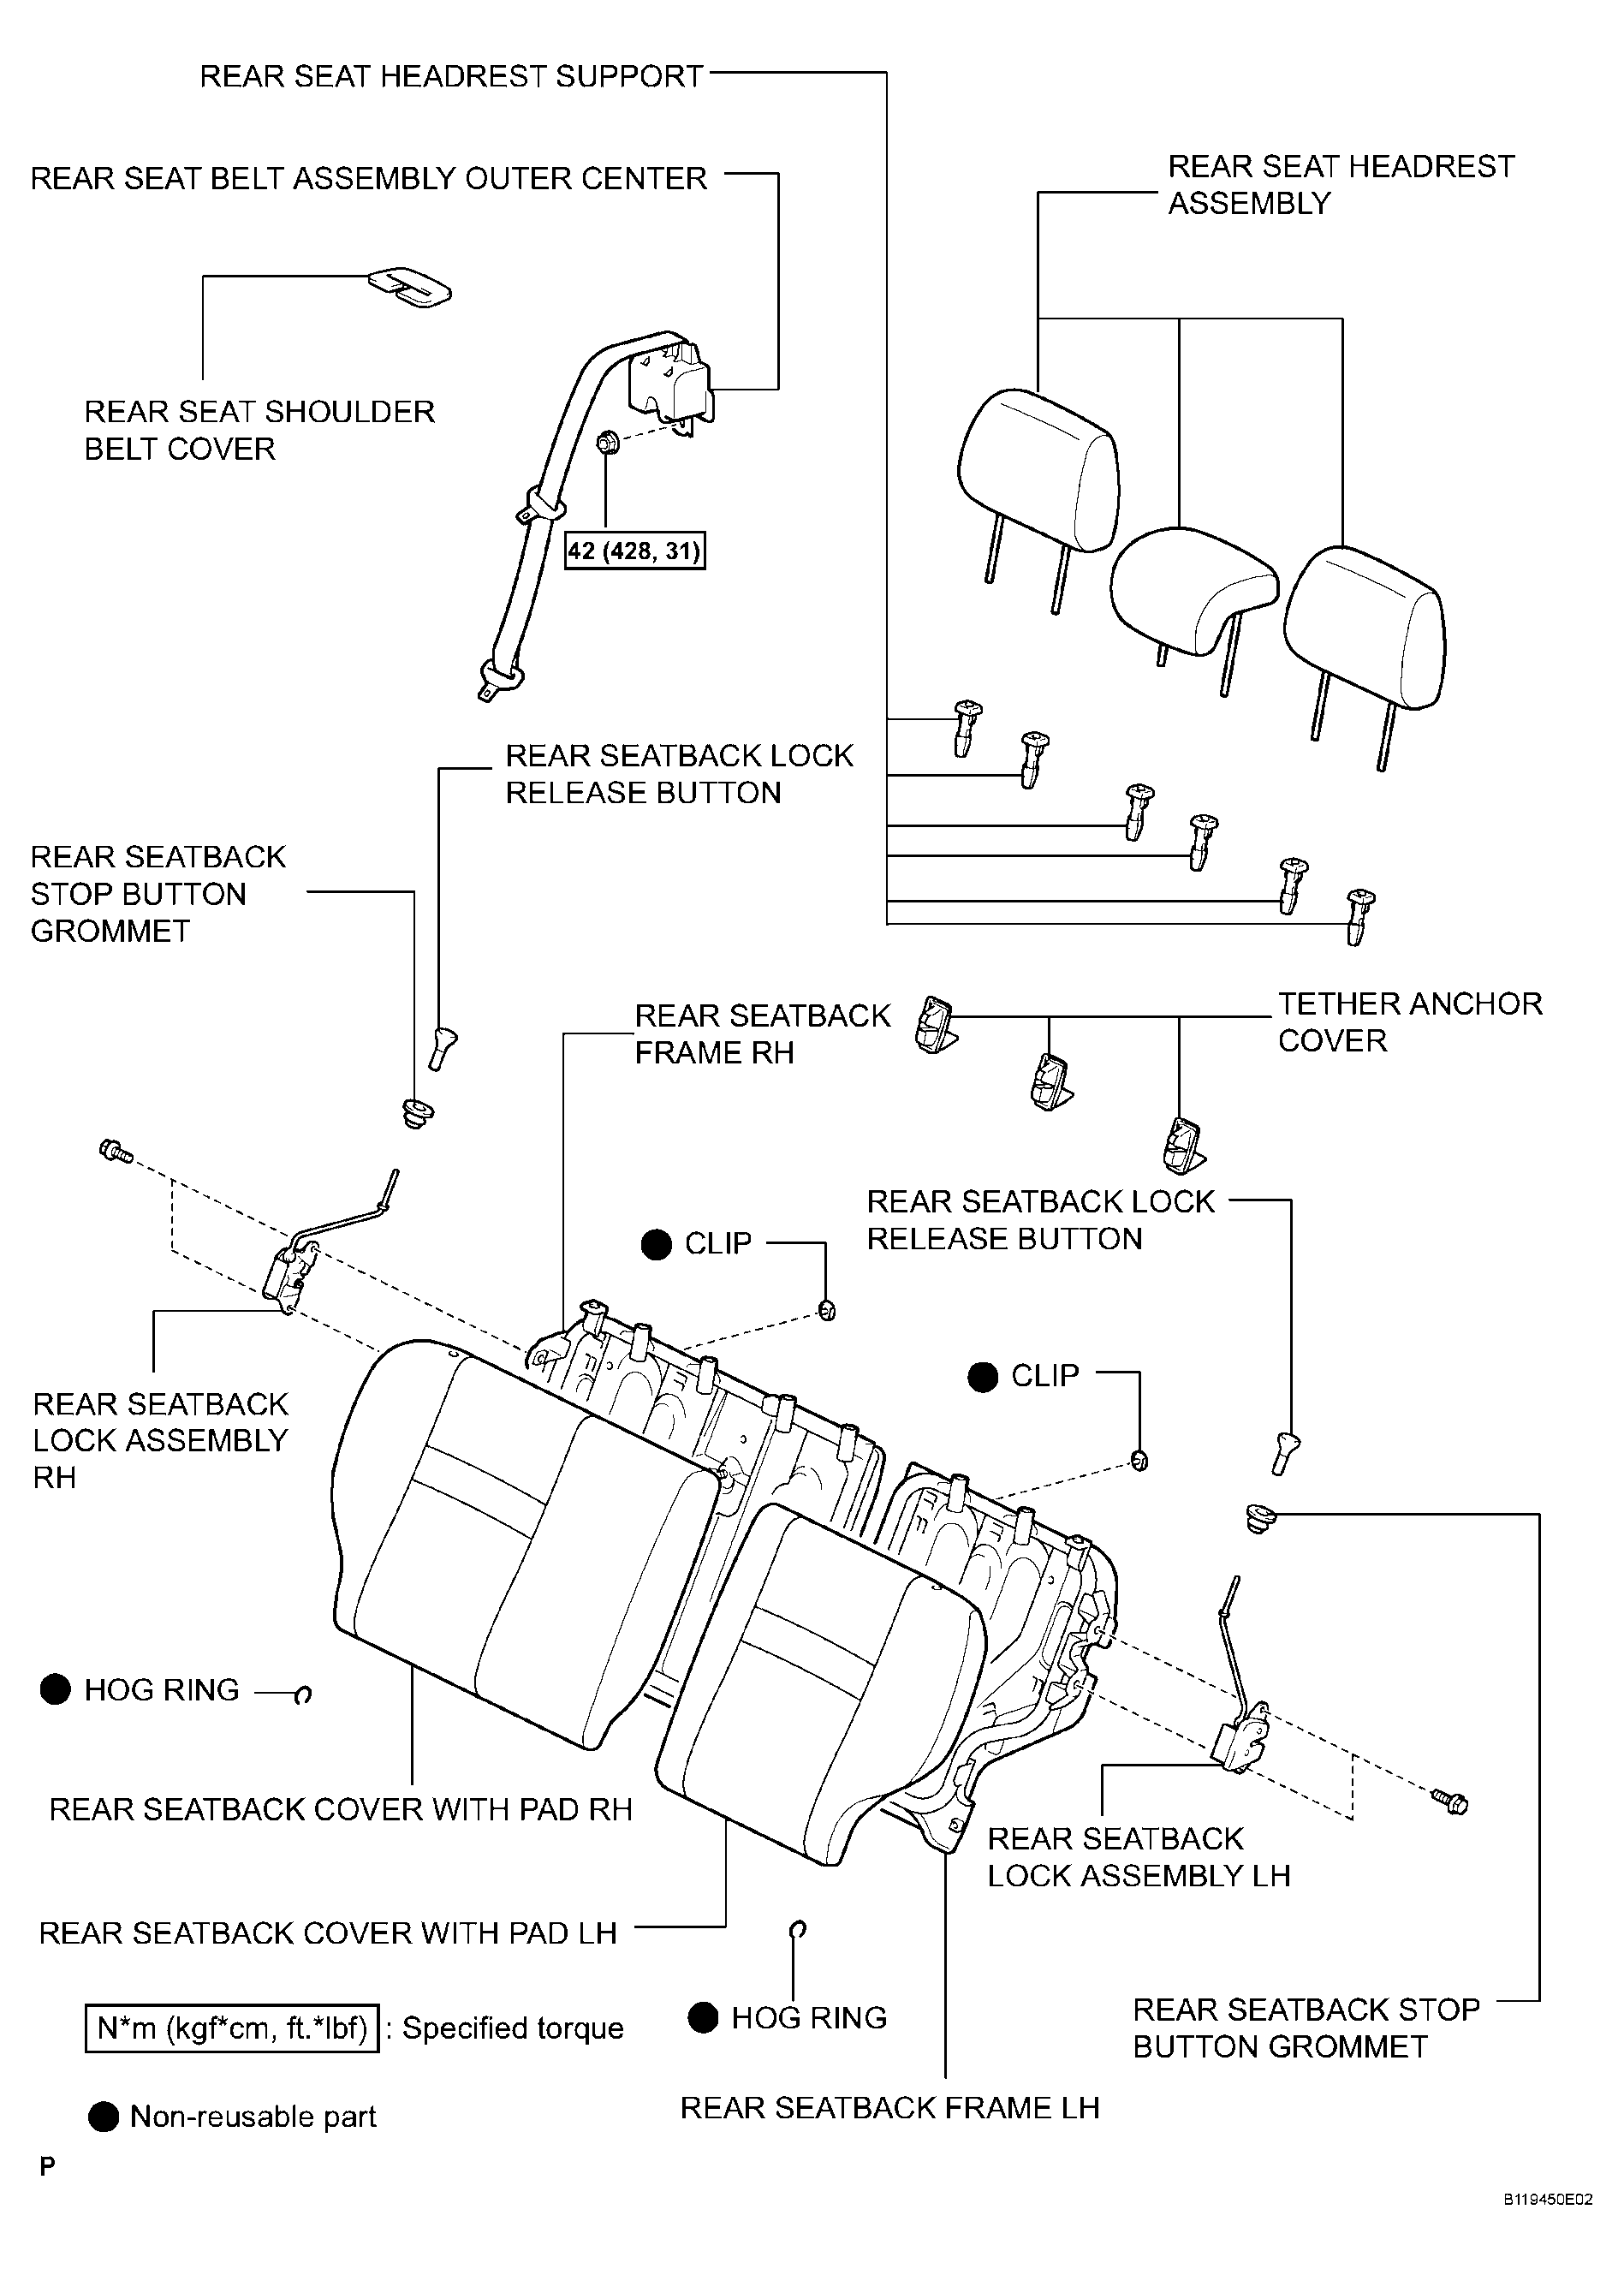 REAR SEAT HEADREST SUPPORT
REAR SEAT BELT ASSEMBLY OUTER CENTER
REAR SEAT HEADREST
ASSEMBLY
REAR SEAT SHOULDER
BELT COVER
42 (428, 31)
REAR SEATBACK LOCK
RELEASE BUTTON
REAR SEATBACK
STOP BUTTON
GROMMET
REAR SEATBACK
FRAME RH
TETHER ANCHOR
COVER
REAR SEATBACK LOCK
RELEASE BUTTON
CLIP
CLIP
REAR SEATBACK
LOCK ASSEMBLY
RH
HOG RING
REAR SEATBACK COVER WITH PAD RH
REAR SEATBACK
LOCK ASSEMBLY LH
REAR SEATBACK COVER WITH PAD LH
HOG RING
REAR SEATBACK STOP
BUTTON GROMMET
REAR SEATBACK FRAME LH
N*m (kgf*cm, ft.*lbf) : Specified torque
Non-reusable part
P
B119450E02